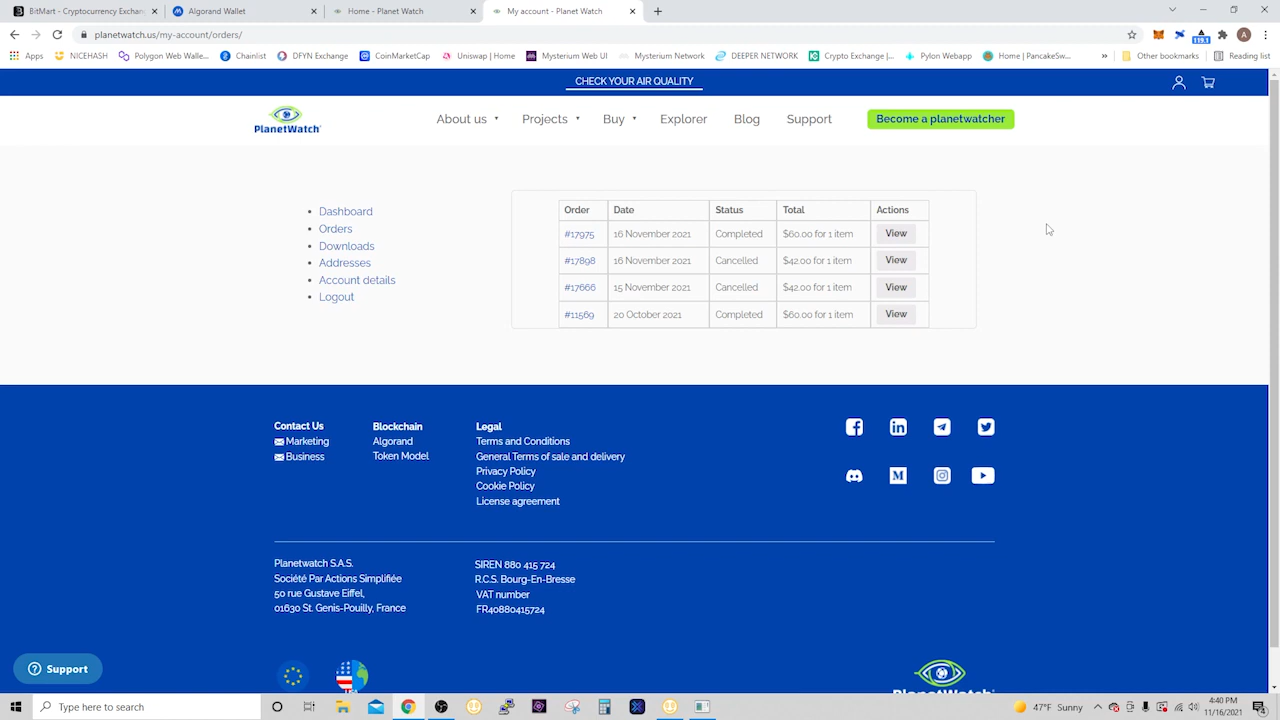 BitMart - Cryptocurrency Exchan
Algorand Wallet
Home - Planet Watch
My account - Planet Watch
planetwatch.us/my-account/orders/
A
Apps
NICEHASH
Polygon Web Walle...
Chainlist
DFYN Exchange
CoinMarketCap
Uniswap | Home
Mysterium Web UI
Mysterium Network
DEEPER NETWORK
Crypto Exchange |...
Pylon Webapp
Home | PancakeSw...
Other bookmarks
Reading list
119.1
CHECK YOUR AIR QUALITY
PlanetWatch
About us
Projects
Buy
Explorer
Blog
Support
Become a planetwatcher
Dashboard
Orders
Downloads
Addresses
Account details
Logout
Order Date Status Total Actions
#17975 16 November 2021 Completed $60.00 for 1 item View
#17898 16 November 2021 Cancelled $42.00 for 1 item View
#17666 15 November 2021 Cancelled $42.00 for 1 item View
#11569 20 October 2021 Completed $60.00 for 1 item View
Contact Us
Marketing
Business
Blockchain
Algorand
Token Model
Legal
Terms and Conditions
General Terms of sale and delivery
Privacy Policy
Cookie Policy
License agreement
Planetwatch S.A.S.
Société Par Actions Simplifiée
50 rue Gustave Eiffel,
01630 St. Genis-Pouilly, France
SIREN 880 415 724
R.C.S. Bourg-En-Bresse
VAT number
FR40880415724
Support
USA
PlanetWatch
Type here to search
47°F Sunny
4:40 PM
11/16/2021